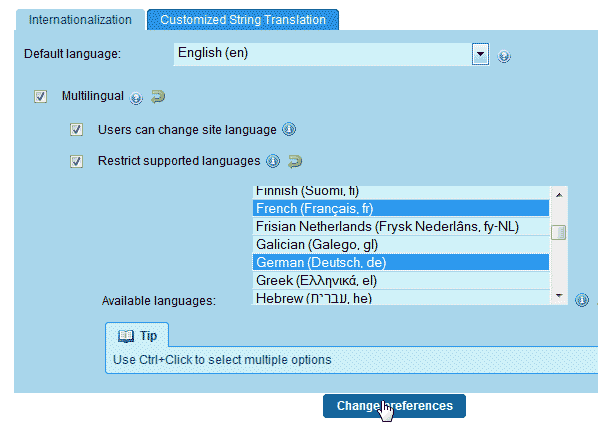 Internationalization Customized String Translation
Default language: English (en)
Multilingual
Users can change site language
Restrict supported languages
Finnish (Suomi, fi)
French (Français, fr)
Frisian Netherlands (Frysk Nederlâns, fy-NL)
Galician (Galego, gl)
German (Deutsch, de)
Greek (Ελληνικά, el)
Hebrew (עברית, he)
Available languages:
Tip
Use Ctrl+Click to select multiple options
Change preferences